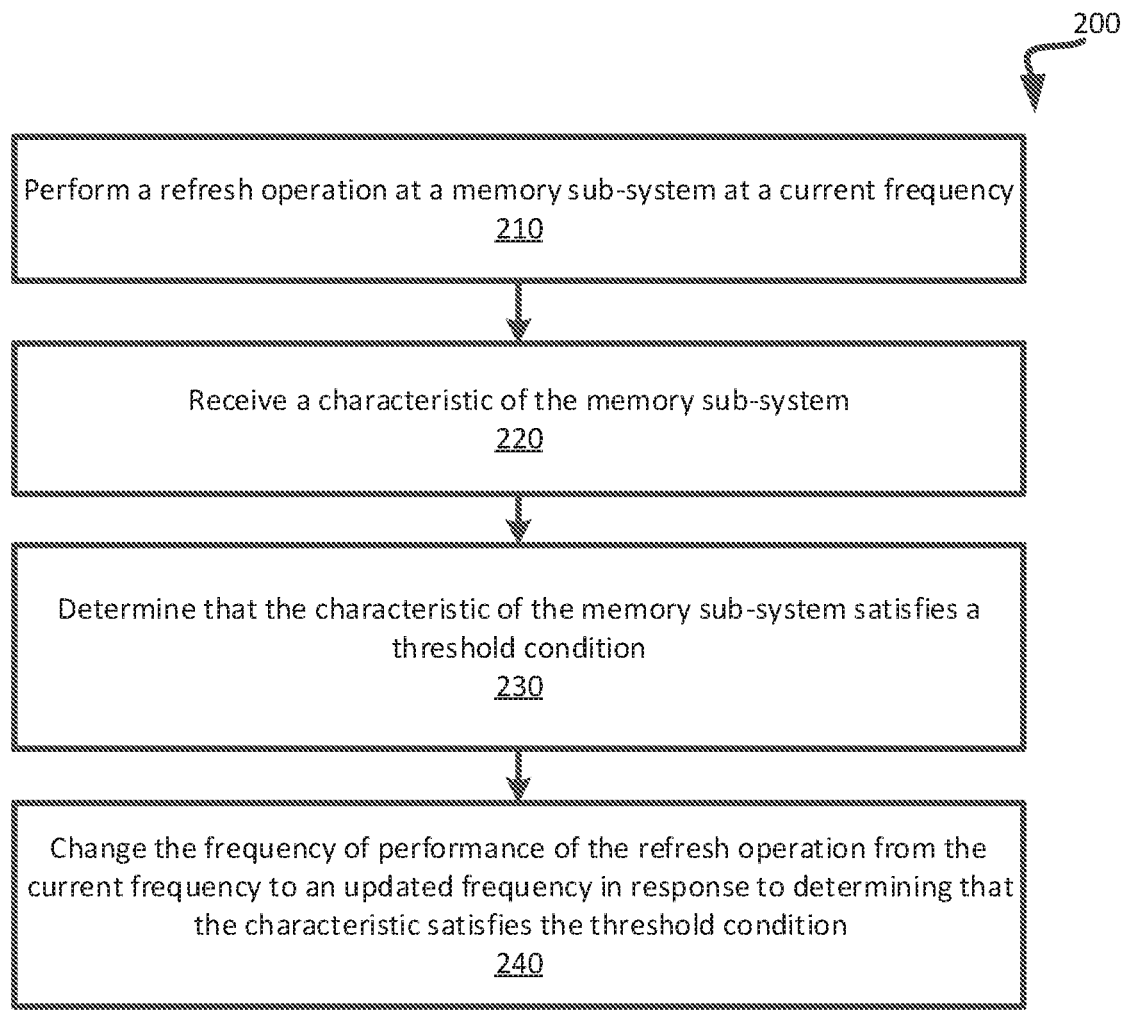 200
Perform a refresh operation at a memory sub-system at a current frequency
210
Receive a characteristic of the memory sub-system
220
Determine that the characteristic of the memory sub-system satisfies a
threshold condition
230
Change the frequency of performance of the refresh operation from the
current frequency to an updated frequency in response to determining that
the characteristic satisfies the threshold condition
240